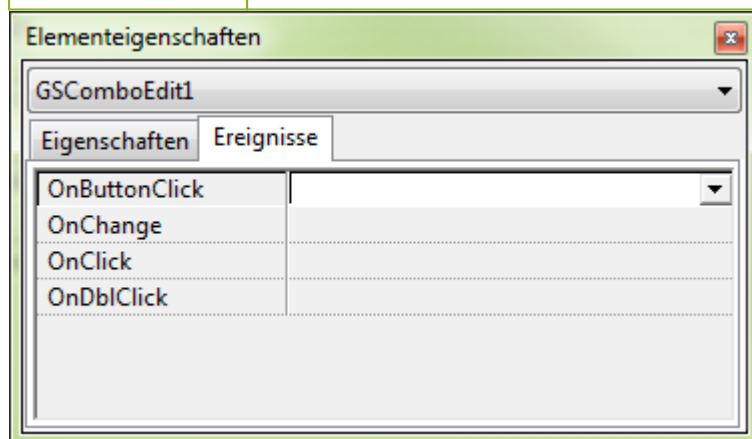 Elementeigenschaften
GSComboEdit1
Eigenschaften Ereignisse
OnButtonClick
OnChange
OnClick
OnDblClick